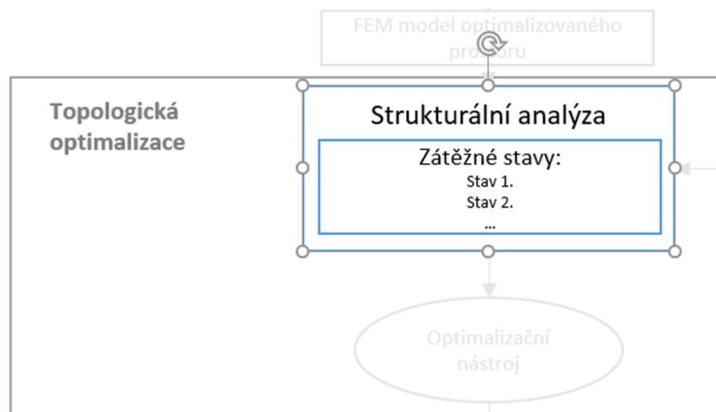 FEM model optimalizovaného
prostoru
Topologická
optimalizace
Strukturální analýza
Zátěžné stavy:
Stav 1.
Stav 2.
...
Optimalizační
nástroj